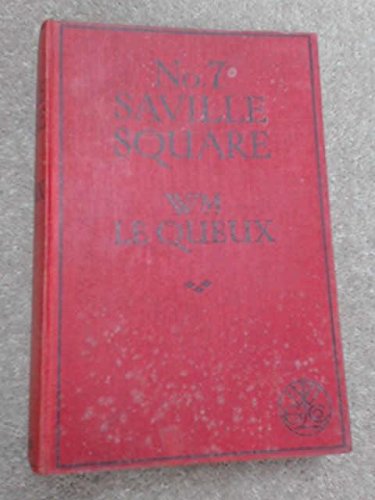 No. 7
SAVILLE
SQUARE
WM
LE QUEUX